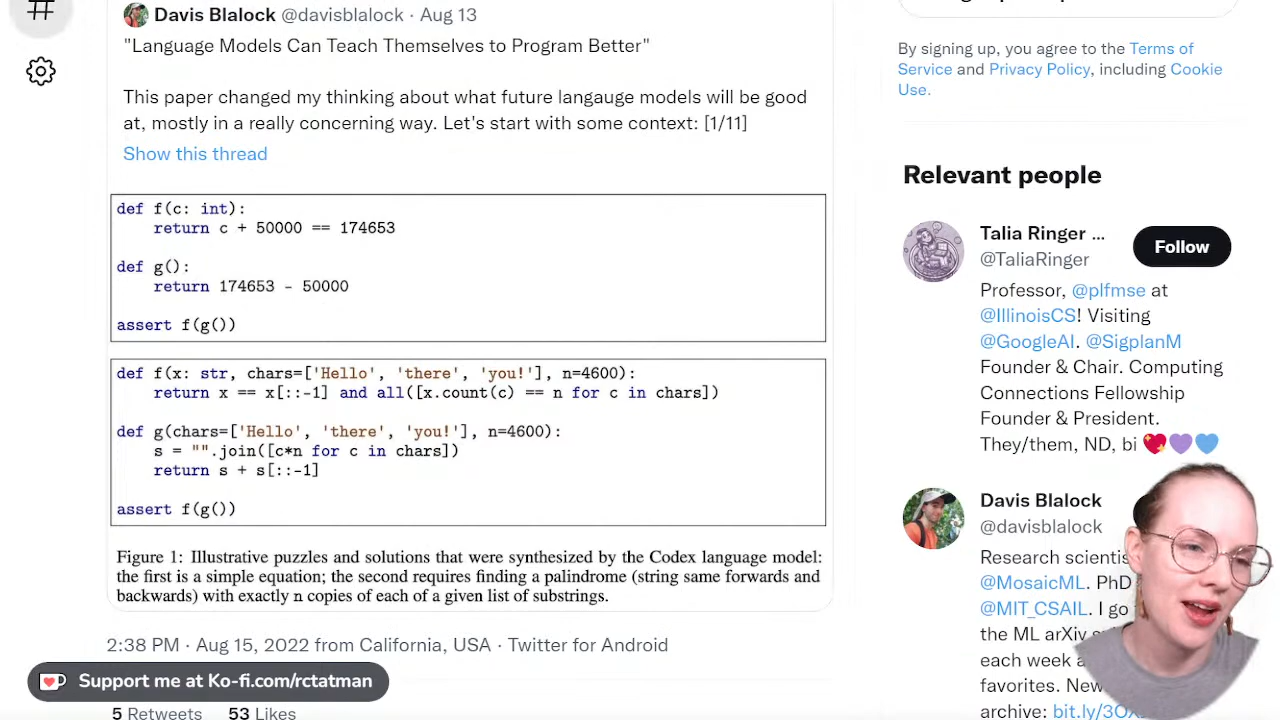 #
Davis Blalock @davisblalock · Aug 13
"Language Models Can Teach Themselves to Program Better"
This paper changed my thinking about what future langauge models will be good
at, mostly in a really concerning way. Let's start with some context: [1/11]
Show this thread
def f(c: int):
return c + 50000 == 174653
def g():
return 174653 - 50000
assert f(g())
def f(x: str, chars=['Hello', 'there', 'you!'], n=4600):
return x == x[::-1] and all([x.count(c) == n for c in chars])
def g(chars=['Hello', 'there', 'you!'], n=4600):
s = "".join([c*n for c in chars])
return s + s[::-1]
assert f(g())
Figure 1: Illustrative puzzles and solutions that were synthesized by the Codex language model:
the first is a simple equation; the second requires finding a palindrome (string same forwards and
backwards) with exactly n copies of each of a given list of substrings.
2:38 PM · Aug 15, 2022 from California, USA · Twitter for Android
Support me at Ko-fi.com/rctatman
5 Retweets 53 Likes
By signing up, you agree to the Terms of
Service and Privacy Policy, including Cookie
Use.
Relevant people
Talia Ringer ...
@TaliaRinger
Follow
Professor, @plfmse at
@IllinoisCS! Visiting
@GoogleAI. @SigplanM
Founder & Chair. Computing
Connections Fellowship
Founder & President.
They/them, ND, bi 💖💜💙
Davis Blalock
@davisblalock
Research scientis
@MosaicML. PhD
@MIT_CSAIL. I go
the ML arXiv
each week a
favorites. New
archive: bit.ly/3OX